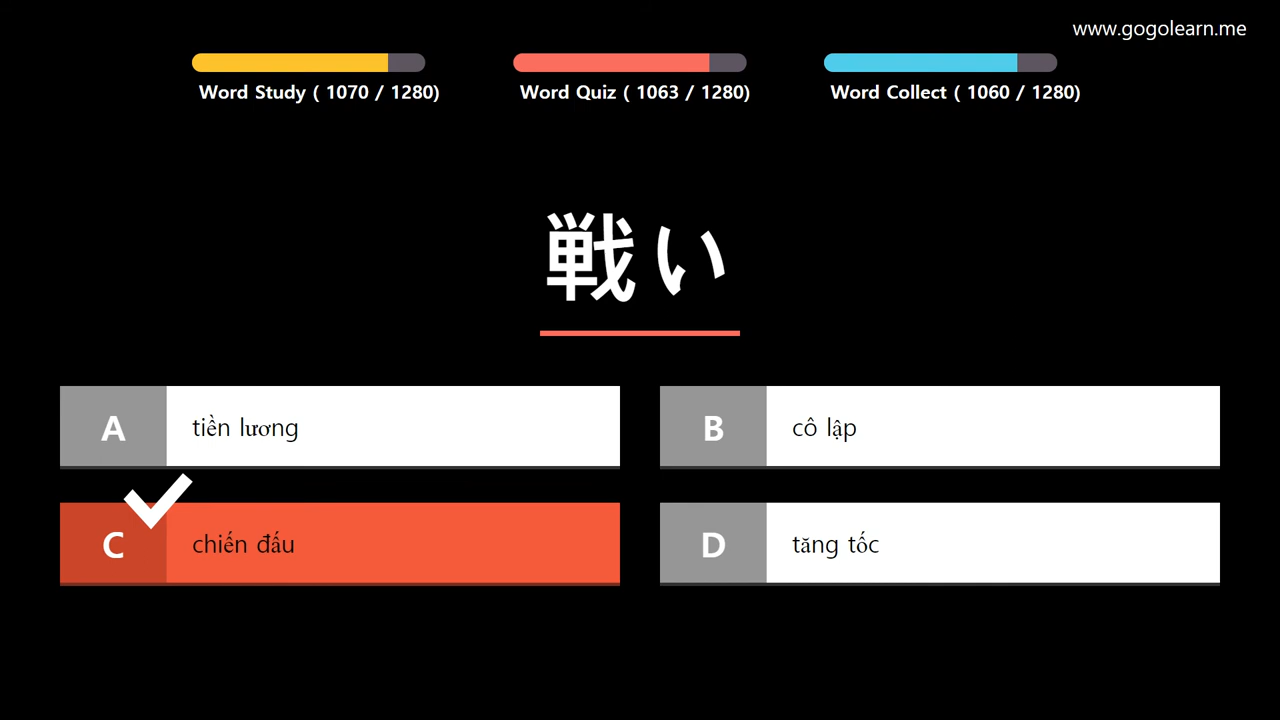 www.gogolearn.me
Word Study ( 1070 / 1280)
Word Quiz ( 1063 / 1280)
Word Collect ( 1060 / 1280)
戦い
A tiền lương
B cô lập
C chiến đấu
D tăng tốc